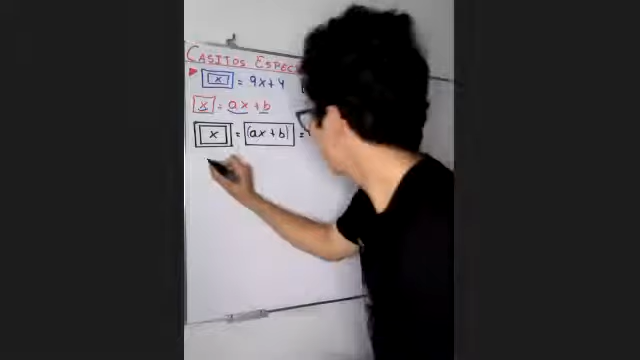 CASITOS ESPEC
x = 9x+4
x = ax + b
x = (ax + b) =